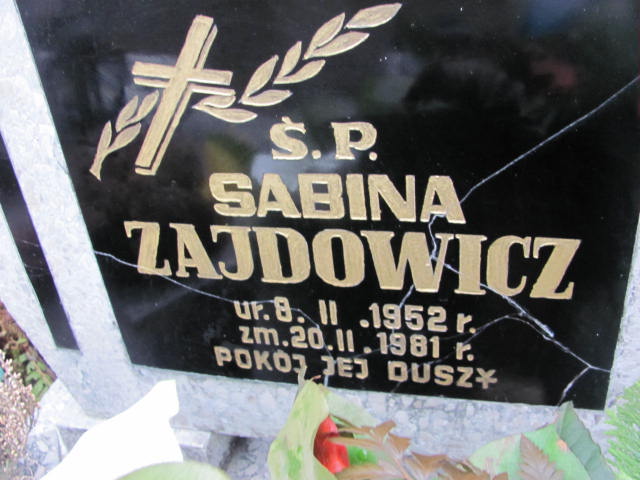 Ś.P.
SABINA
ZAJDOWICZ
ur. 8. II .1952 r.
zm. 20.II .1981 r.
POKÓJ JEJ DUSZY